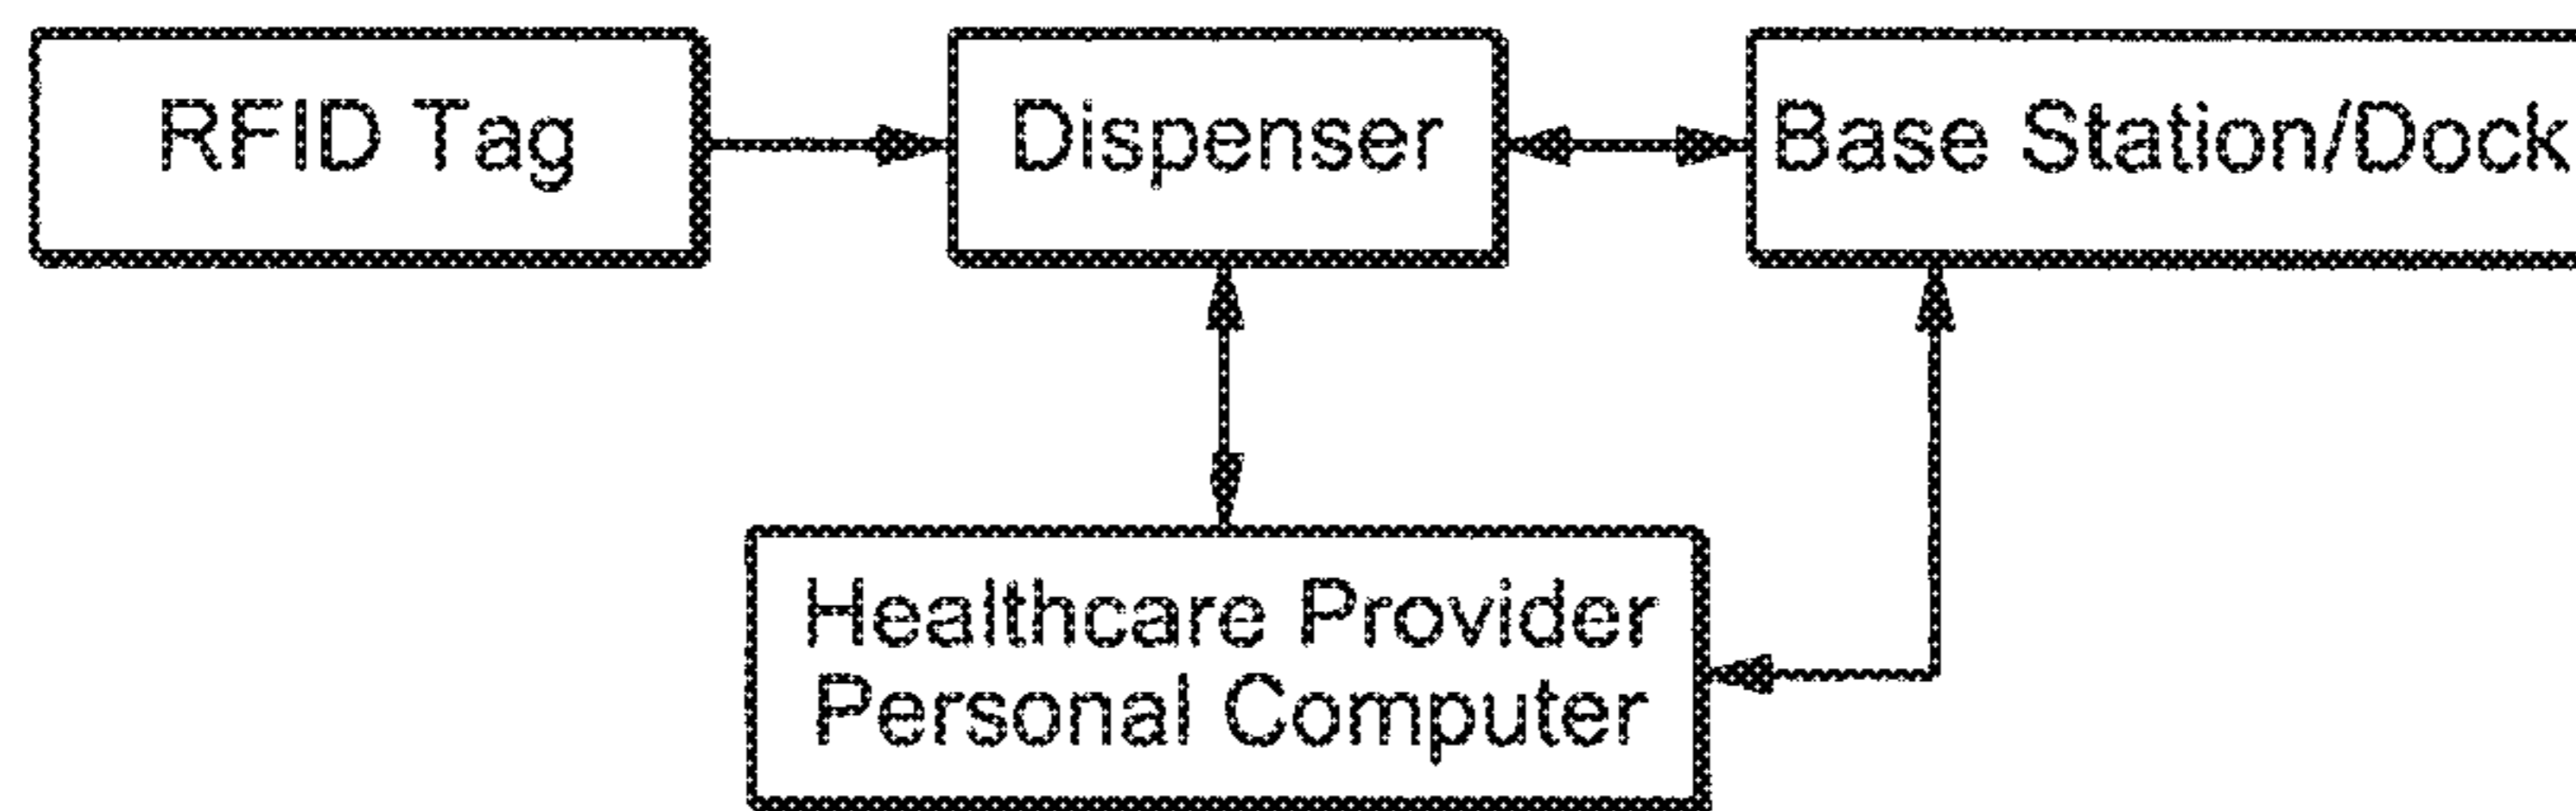 RFID Tag
Dispenser
Base Station/Dock
Healthcare Provider
Personal Computer